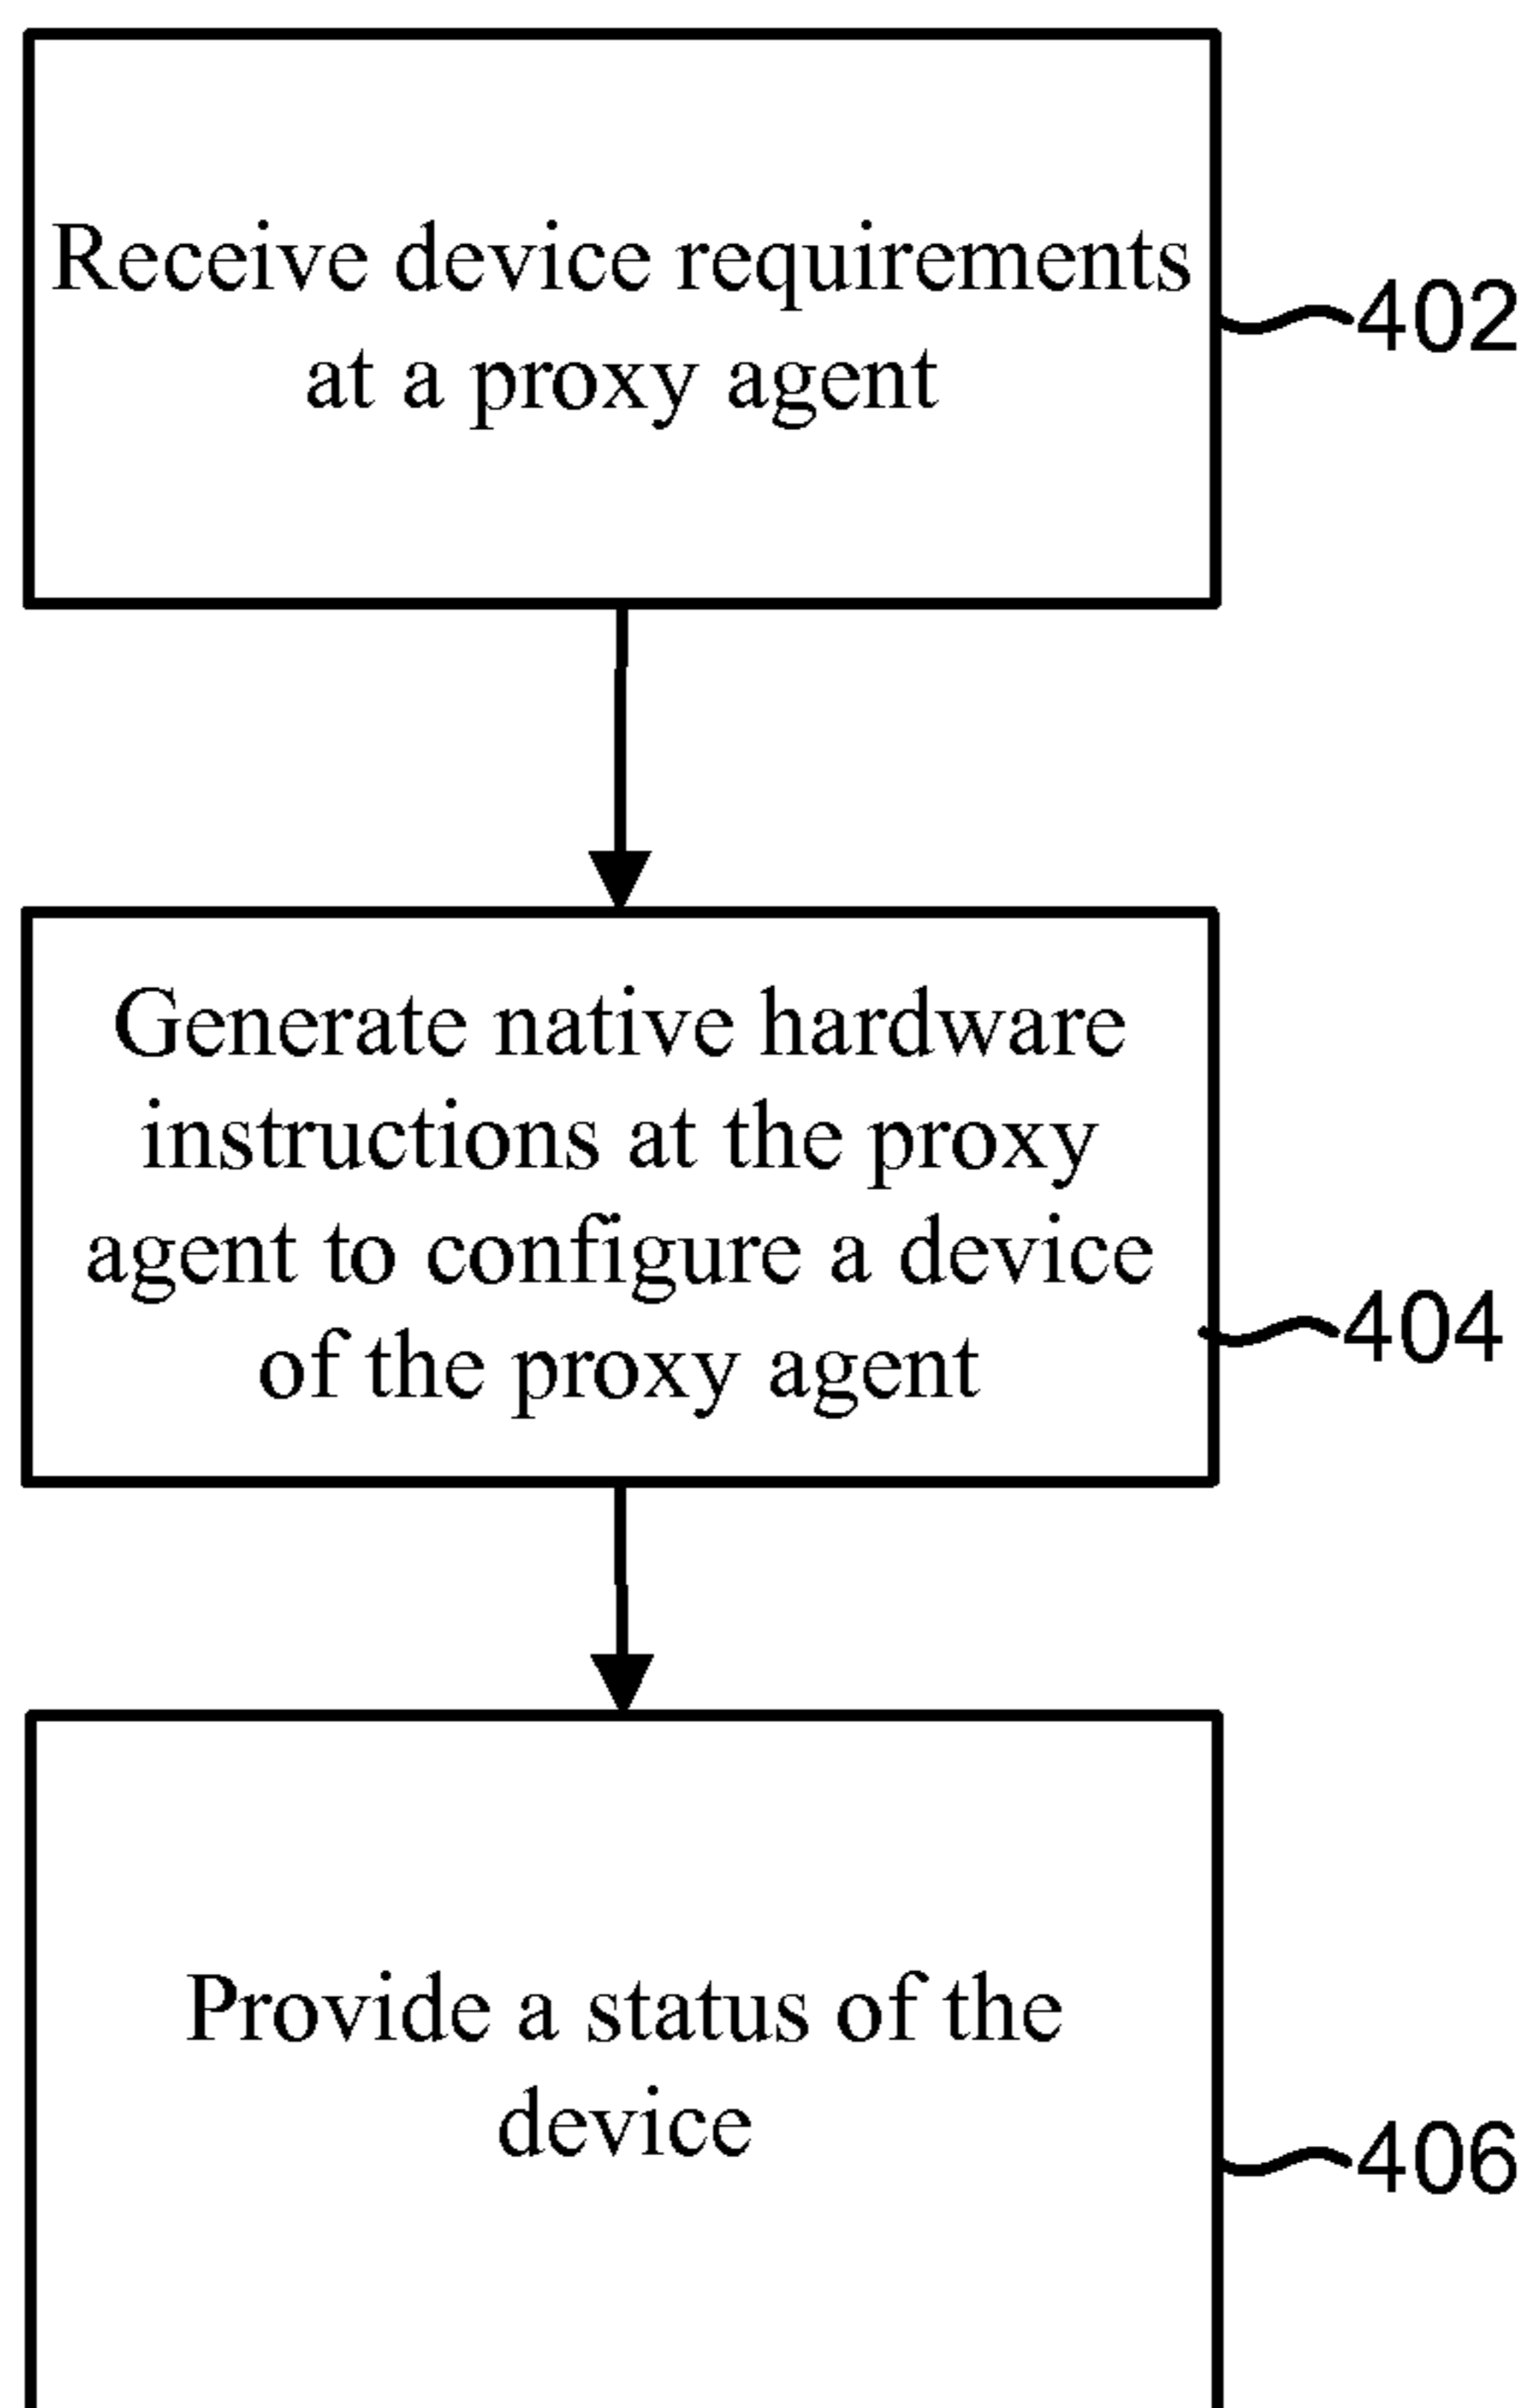 Receive device requirements
at a proxy agent
402
Generate native hardware
instructions at the proxy
agent to configure a device
of the proxy agent
404
Provide a status of the
device
406